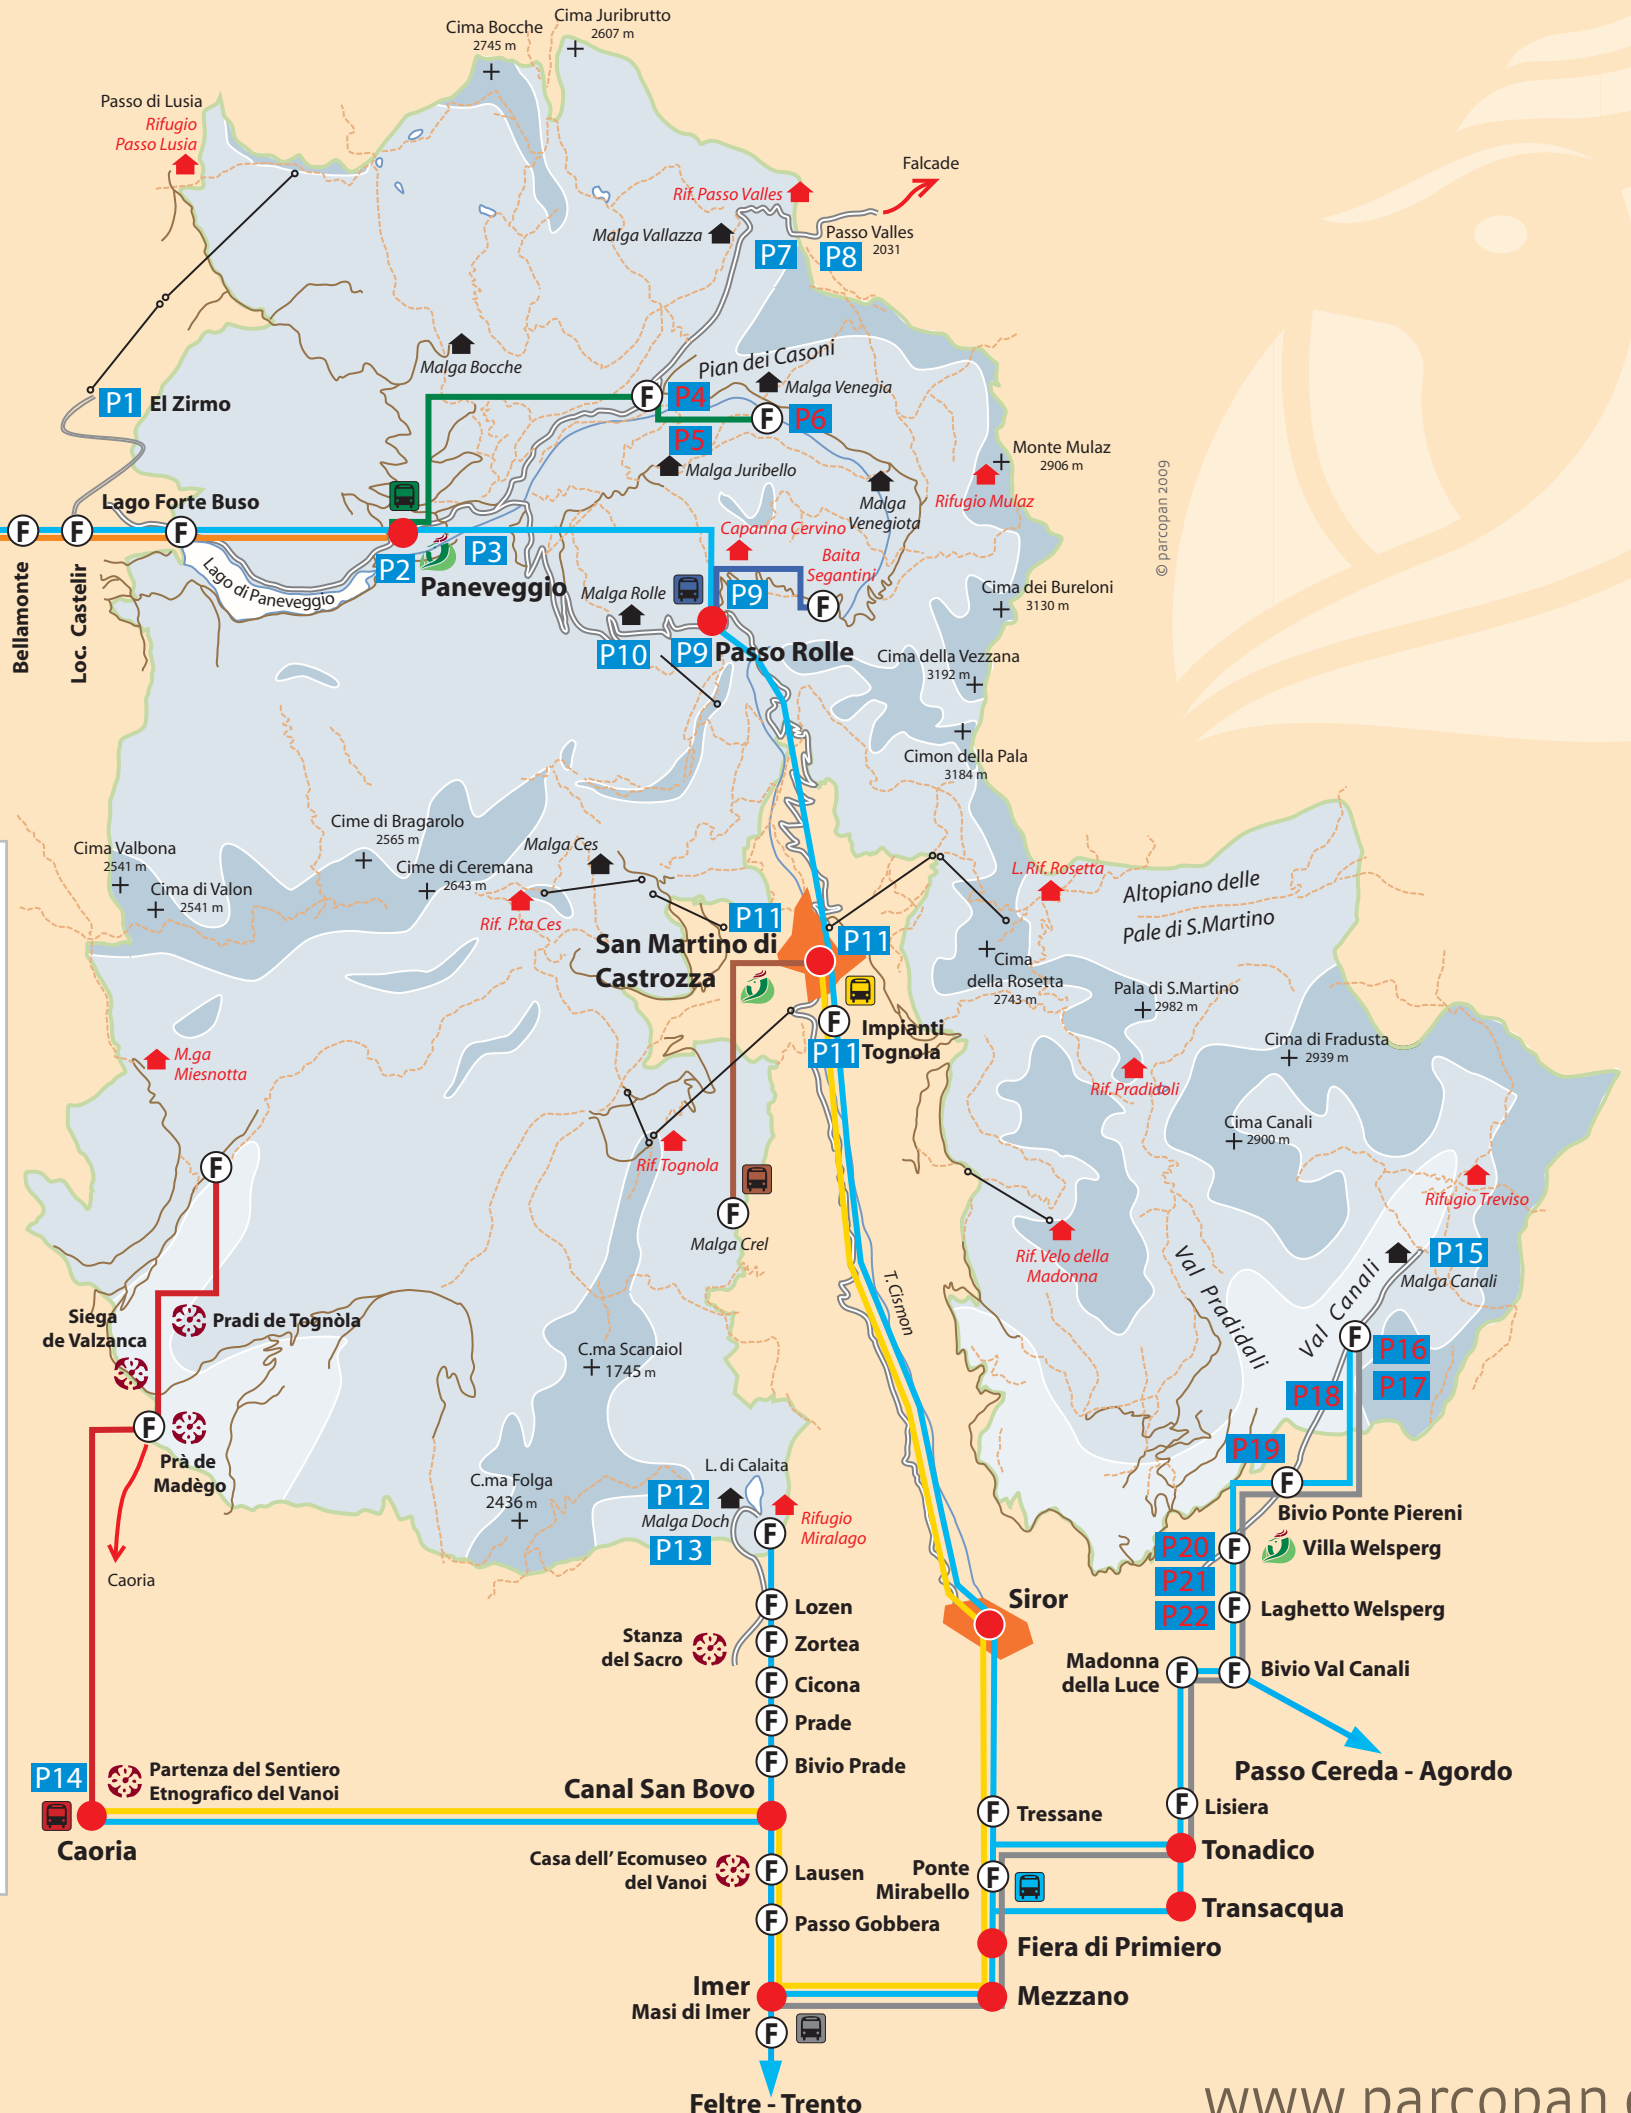 Cima Juribrutto
2607 m
Cima Bocche
2745 m
Passo di Lusia
Rifugio
Passo Lusia
Falcade
Rif. Passo Valles
Malga Vallazza
Passo Valles
2031
P7
P8
Pian dei Casoni
Malga Bocche
Malga Venegia
P1 El Zirmo
F
P4
F
P6
P5
Malga Juribello
Monte Mulaz
2906 m
Rifugio Mulaz
Malga
Venegiota
© parcopan 2009
Lago Forte Buso
F
F
F
Capanna Cervino
Baita
Segantini
P3
P2
Paneveggio
Lago di Paneveggio
Bellamonte
Loc. Castelir
Malga Rolle
P9
F
Cima dei Bureloni
3130 m
P10
P9 Passo Rolle
Cima della Vezzana
3192 m
Cimon della Pala
3184 m
Cime di Bragarolo
2565 m
Cima Valbona
2541 m
Cime di Ceremana
2643 m
Malga Ces
Cima di Valon
2541 m
Rif. P.ta Ces
L. Rif. Rosetta
Altopiano delle
Pale di S.Martino
P11
San Martino di
Castrozza
P11
Cima
della Rosetta
2743 m
Pala di S.Martino
2982 m
F
Impianti
Tognola
P11
Cima di Fradusta
2939 m
M.ga
Miesnotta
Rif. Pradidoli
Cima Canali
2900 m
F
Rif. Tognola
Rifugio Treviso
F
Malga Crel
Rif. Velo della
Madonna
P15
Malga Canali
Val Pradidali
Val Canali
T. Cismon
Siega
de Valzanca
Pradi de Tognòla
F
P16
C.ma Scanaiol
1745 m
P17
P18
F
Prà de
Madègo
P19
F
Bivio Ponte Piereni
L. di Calaita
C.ma Folga
2436 m
P12
Malga Doch
Rifugio
Miralago
F
P13
P20
F
Villa Welsperg
Caoria
P21
P22
F
Laghetto Welsperg
Siror
F
Lozen
Stanza
del Sacro
F
Zortea
Madonna
della Luce
F
F
Bivio Val Canali
F
Cicona
F
Prade
F
Bivio Prade
Passo Cereda - Agordo
P14
Partenza del Sentiero
Etnografico del Vanoi
Canal San Bovo
F
Tressane
F
Lisiera
Caoria
Tonadico
Casa dell' Ecomuseo
del Vanoi
F
Lausen
Ponte
Mirabello
F
Transacqua
F
Passo Gobbera
Fiera di Primiero
Imer
Masi di Imer
Mezzano
F
Feltre - Trento
www.parcopan.